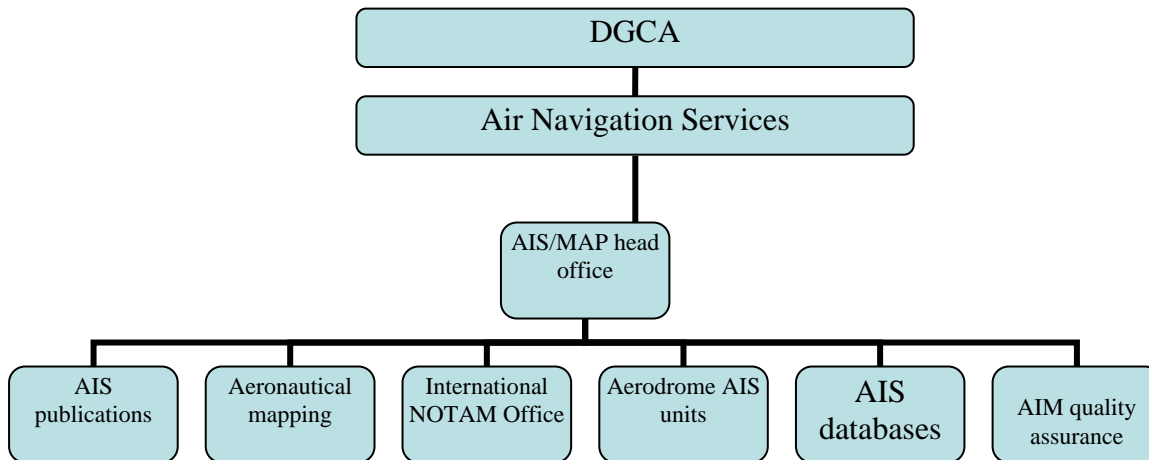 DGCA
Air Navigation Services
AIS/MAP head
office
AIS
publications
Aeronautical
mapping
International
NOTAM Office
Aerodrome AIS
units
AIS
databases
AIM quality
assurance